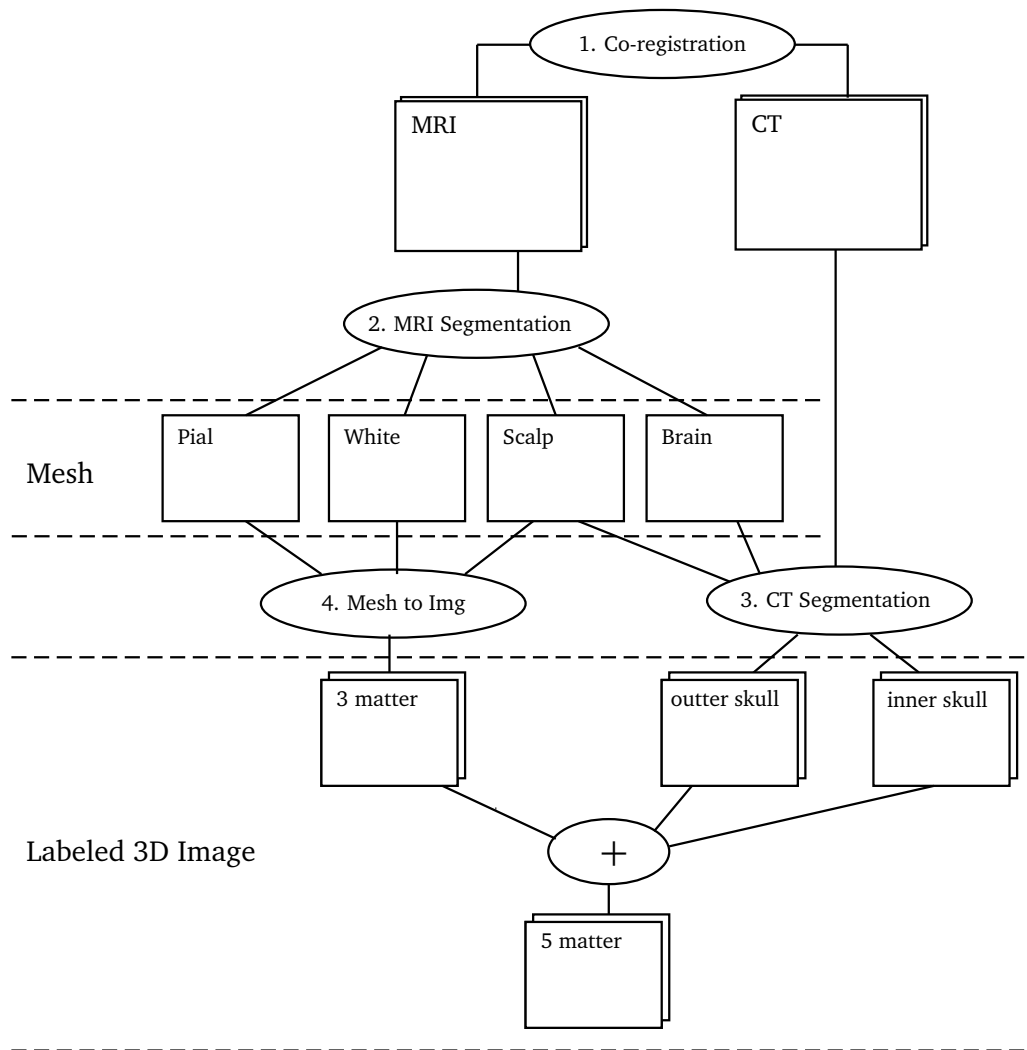 1. Co-registration
MRI
CT
2. MRI Segmentation
Pial
White
Scalp
Brain
Mesh
4. Mesh to Img
3. CT Segmentation
3 matter
outter skull
inner skull
Labeled 3D Image
+
5 matter